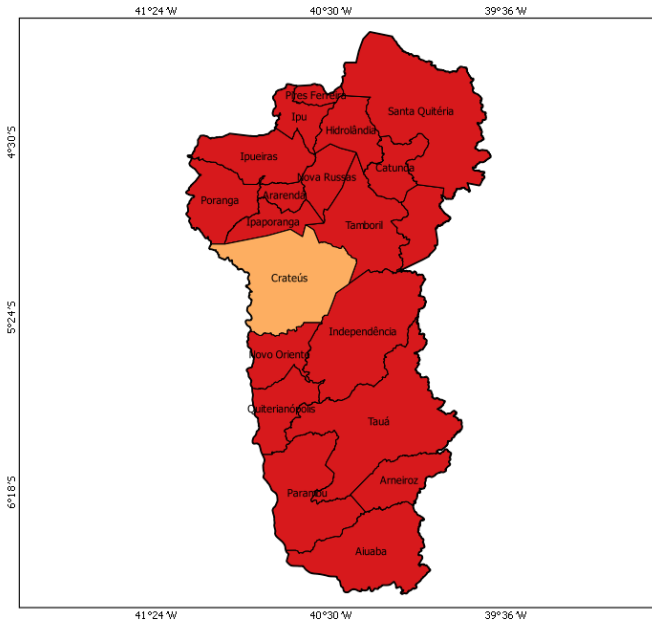 41°24'W 40°30'W 39°36'W
Pires Ferreira
Santa Quitéria
Ipu
Hidrolândia
4°30'S
Ipueiras
Catunda
Nova Russas
Ararendá
Poranga
Ipaporanga
Tamboril
Crateús
5°24'S
Independência
Novo Oriente
Quiterianópolis
Tauá
Arneiroz
6°18'S
Parambu
Aiuaba
41°24'W 40°30'W 39°36'W